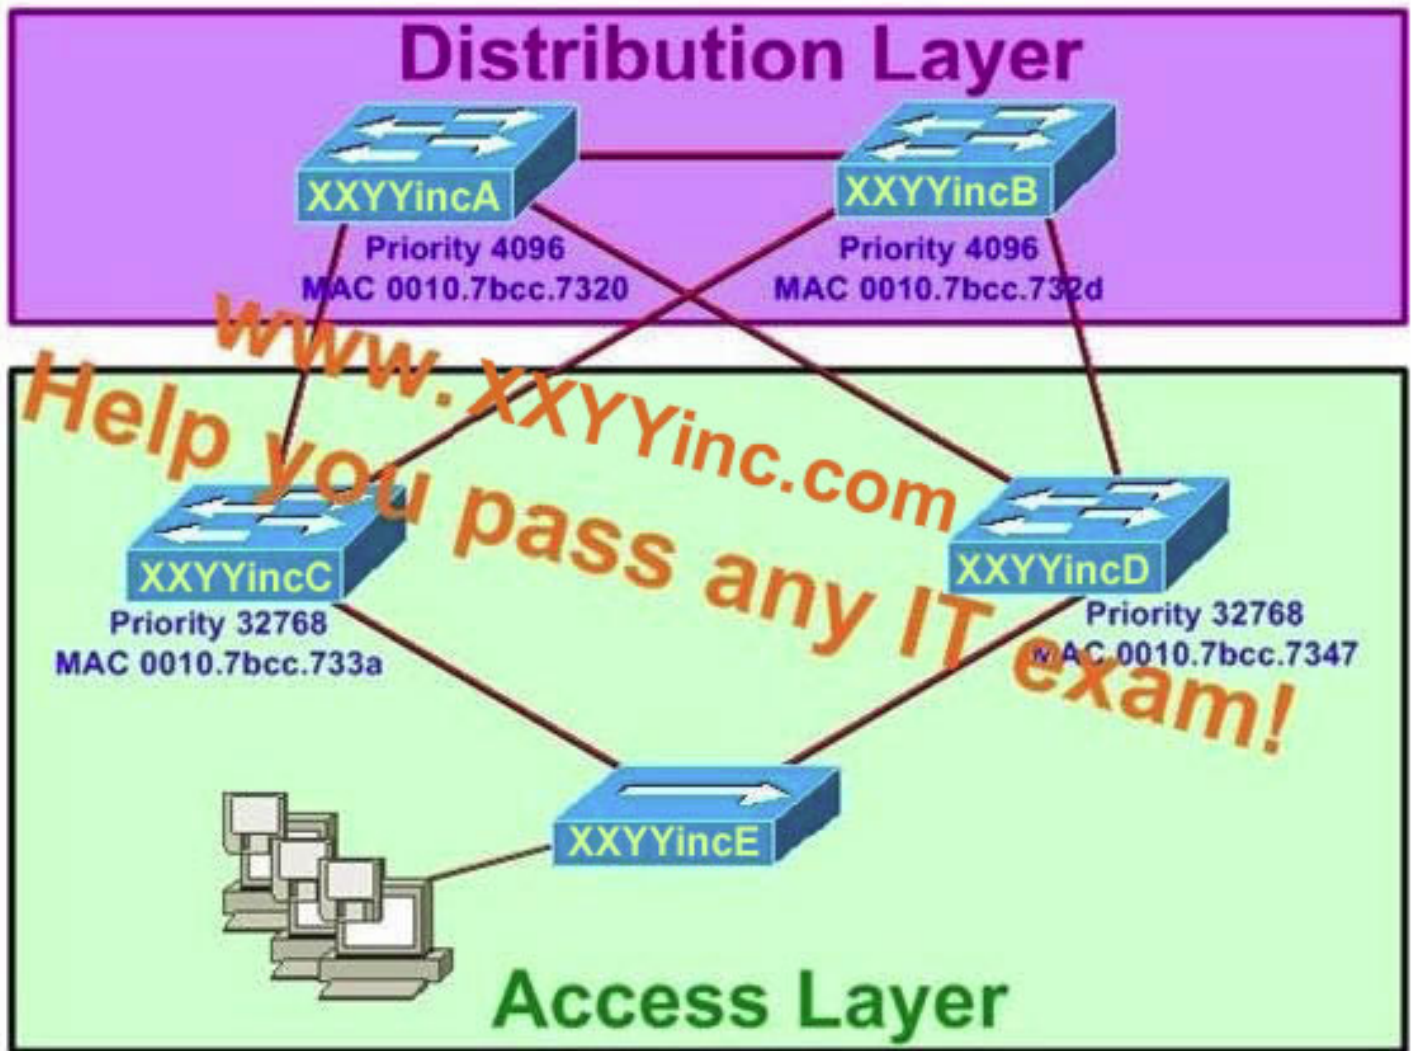 Distribution Layer
XXYYincA
XXYYincB
Priority 4096
MAC 0010.7bcc.7320
Priority 4096
MAC 0010.7bcc.732d
www.XXYYinc.com
Help you pass any IT exam!
XXYYincC
XXYYincD
Priority 32768
MAC 0010.7bcc.733a
Priority 32768
MAC 0010.7bcc.7347
XXYYincE
Access Layer